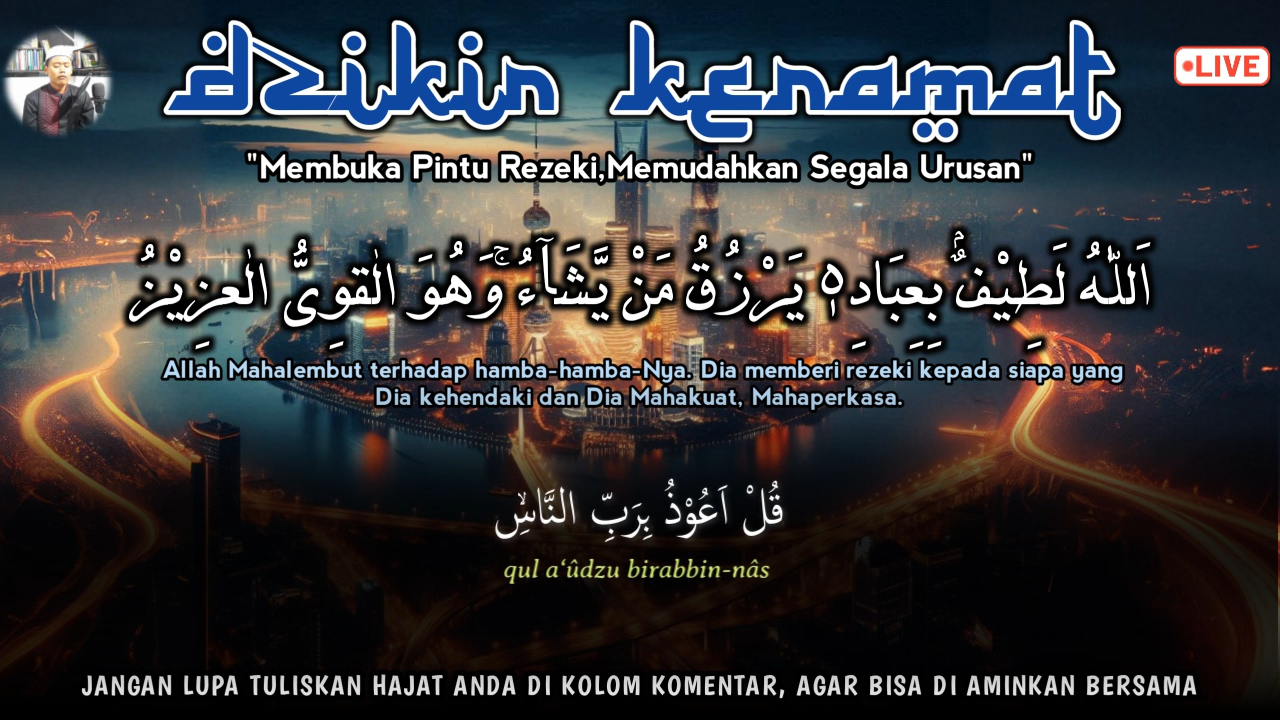 Dzikir Keramat
•LIVE
"Membuka Pintu Rezeki,Memudahkan Segala Urusan"
اَللّٰهُ لَطِيْفٌۢ بِعِبَادِهٖ يَرْزُقُ مَنْ يَّشَاۤءُ ۚوَهُوَ الْقَوِيُّ الْعَزِيْزُ
Allah Mahalembut terhadap hamba-hamba-Nya. Dia memberi rezeki kepada siapa yang
Dia kehendaki dan Dia Mahakuat, Mahaperkasa.
قُلْ اَعُوْذُ بِرَبِّ النَّاسِۙ
qul a‘ûdzu birabbin-nâs
JANGAN LUPA TULISKAN HAJAT ANDA DI KOLOM KOMENTAR, AGAR BISA DI AMINKAN BERSAMA